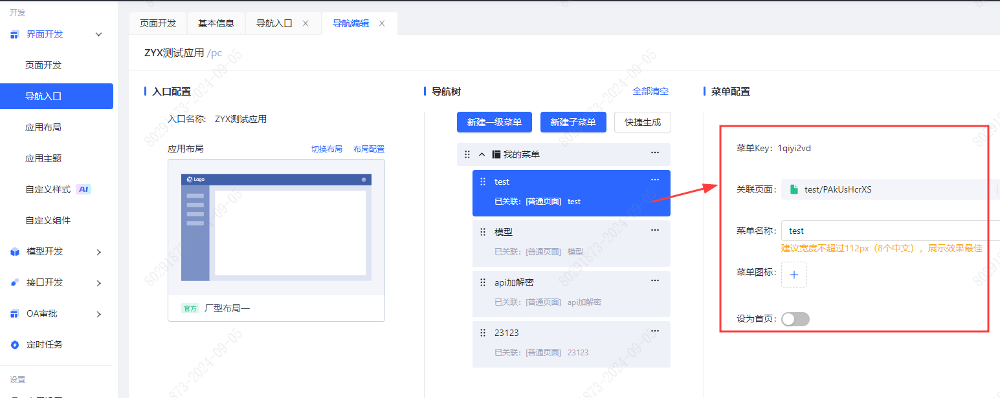 开发
界面开发
页面开发
导航入口
应用布局
应用主题
自定义样式 AI
自定义组件
模型开发
接口开发
OA审批
定时任务
设置
页面开发 基本信息 导航入口 导航编辑
ZYX测试应用 /pc
入口配置
入口名称: ZYX测试应用
应用布局 切换布局 布局配置
Logo
官方 厂型布局一
导航树 全部清空
新建一级菜单 新建子菜单 快捷生成
我的菜单
test
已关联: [普通页面] test
模型
已关联: [普通页面] 模型
api加解密
已关联: [普通页面] api加解密
23123
已关联: [普通页面] 23123
菜单配置
菜单Key: 1qiyi2vd
关联页面: test/PAkUsHcrXS
菜单名称: test
建议宽度不超过112px（8个中文），展示效果最佳
菜单图标:
设为首页:
80291873-2024-09-05